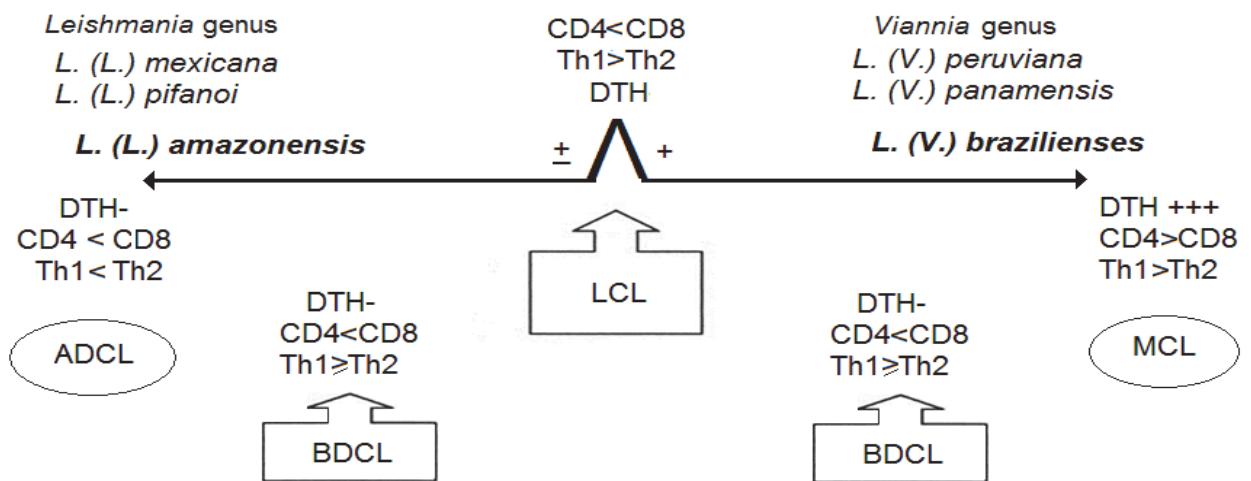 Leishmania genus
L. (L.) mexicana
L. (L.) pifanoi
L. (L.) amazonensis
CD4<CD8
Th1>Th2
DTH
±
+
Viannia genus
L. (V.) peruviana
L. (V.) panamensis
L. (V.) brazilienses
DTH-
CD4 < CD8
Th1< Th2
ADCL
DTH-
CD4<CD8
Th1≥Th2
BDCL
LCL
DTH-
CD4<CD8
Th1≥Th2
BDCL
DTH +++
CD4>CD8
Th1>Th2
MCL